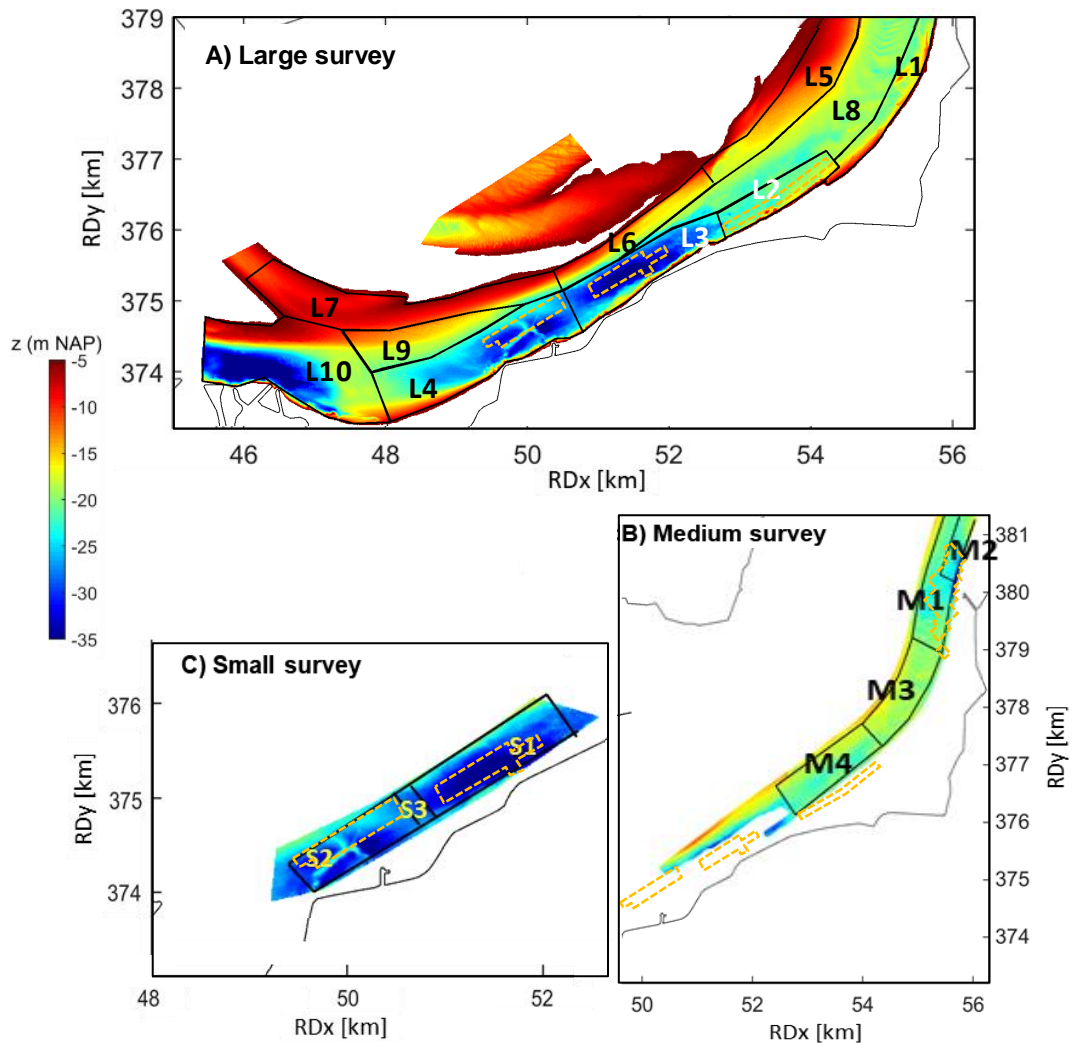 A) Large survey
379
378
377
376
375
374
RDy [km]
L1
L5
L8
L2
L3
L6
L7
L9
L10
L4
46
48
50
52
54
56
RDx [km]
z (m NAP)
-5
-10
-15
-20
-25
-30
-35
B) Medium survey
M2
M1
M3
M4
381
380
379
378
377
376
375
374
RDy [km]
50
52
54
56
RDx [km]
C) Small survey
376
375
374
RDy [km]
S1
S3
S2
48
50
52
RDx [km]